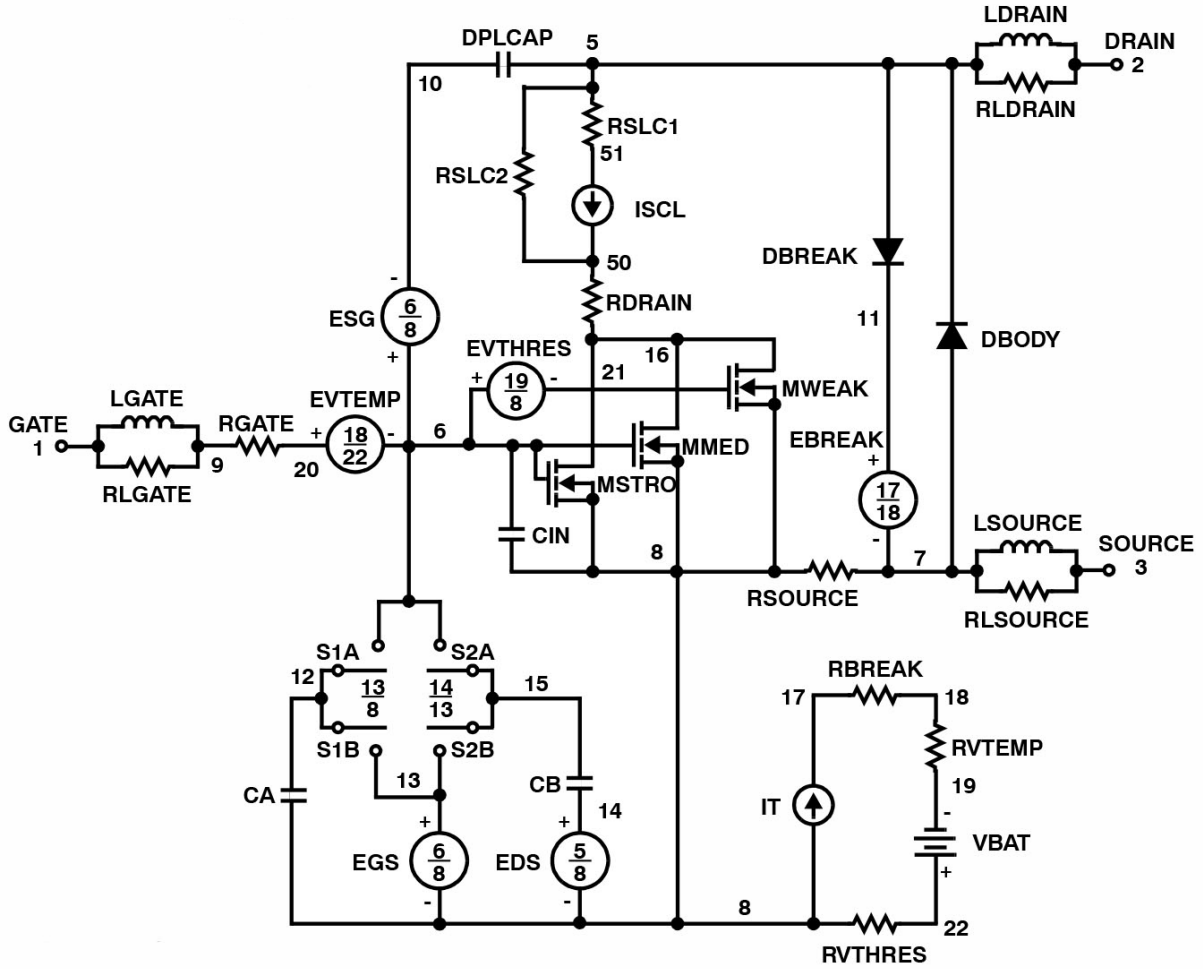 LDRAIN
DPLCAP
5
DRAIN
2
10
RLDRAIN
RSLC1
51
RSLC2
ISCL
50
DBREAK
RDRAIN
-
ESG
6
8
11
DBODY
+
EVTHRES
16
+
19
8
-
21
MWEAK
LGATE
EVTEMP
GATE
1
RGATE
+
18
22
-
6
EBREAK
+
MMED
9
20
RLGATE
MSTRO
17
18
-
LSOURCE
CIN
8
7
SOURCE
3
RSOURCE
RLSOURCE
S1A
S2A
12
13
8
14
13
15
RBREAK
17
18
S1B
S2B
RVTEMP
13
CB
19
CA
14
IT
-
VBAT
+
+
+
EGS
6
8
EDS
5
8
-
-
8
22
RVTHRES